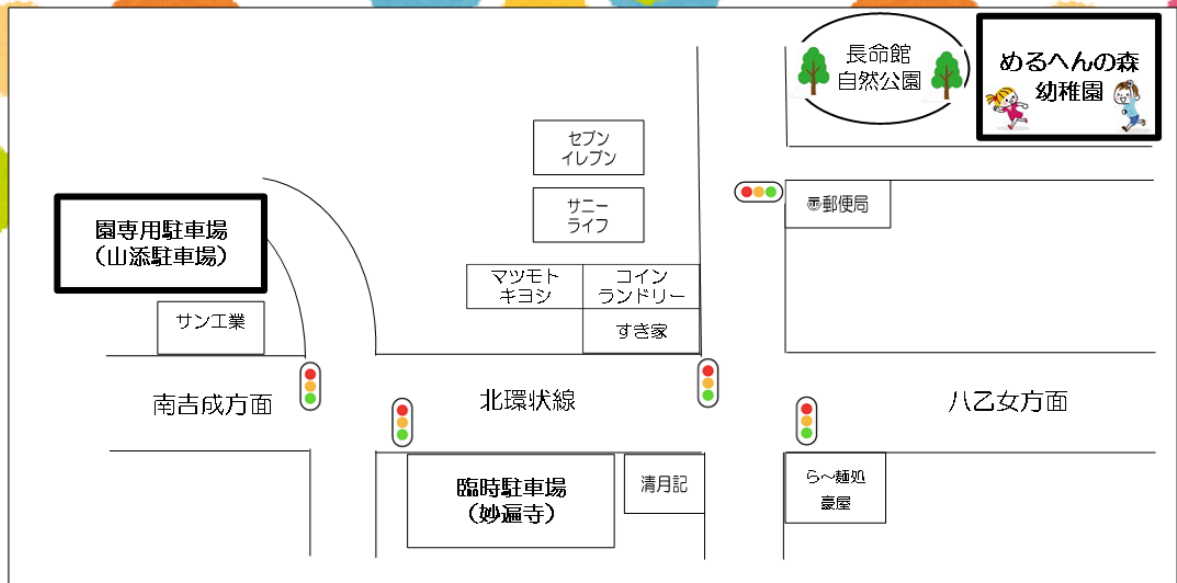 長命館
自然公園
めるへんの森
幼稚園
セブン
イレブン
サニー
ライフ
〠郵便局
園専用駐車場
(山添駐車場)
マツモト
キヨシ
コイン
ランドリー
サン工業
すき家
南吉成方面
北環状線
八乙女方面
臨時駐車場
(妙遍寺)
清月記
ら~麺処
豪屋